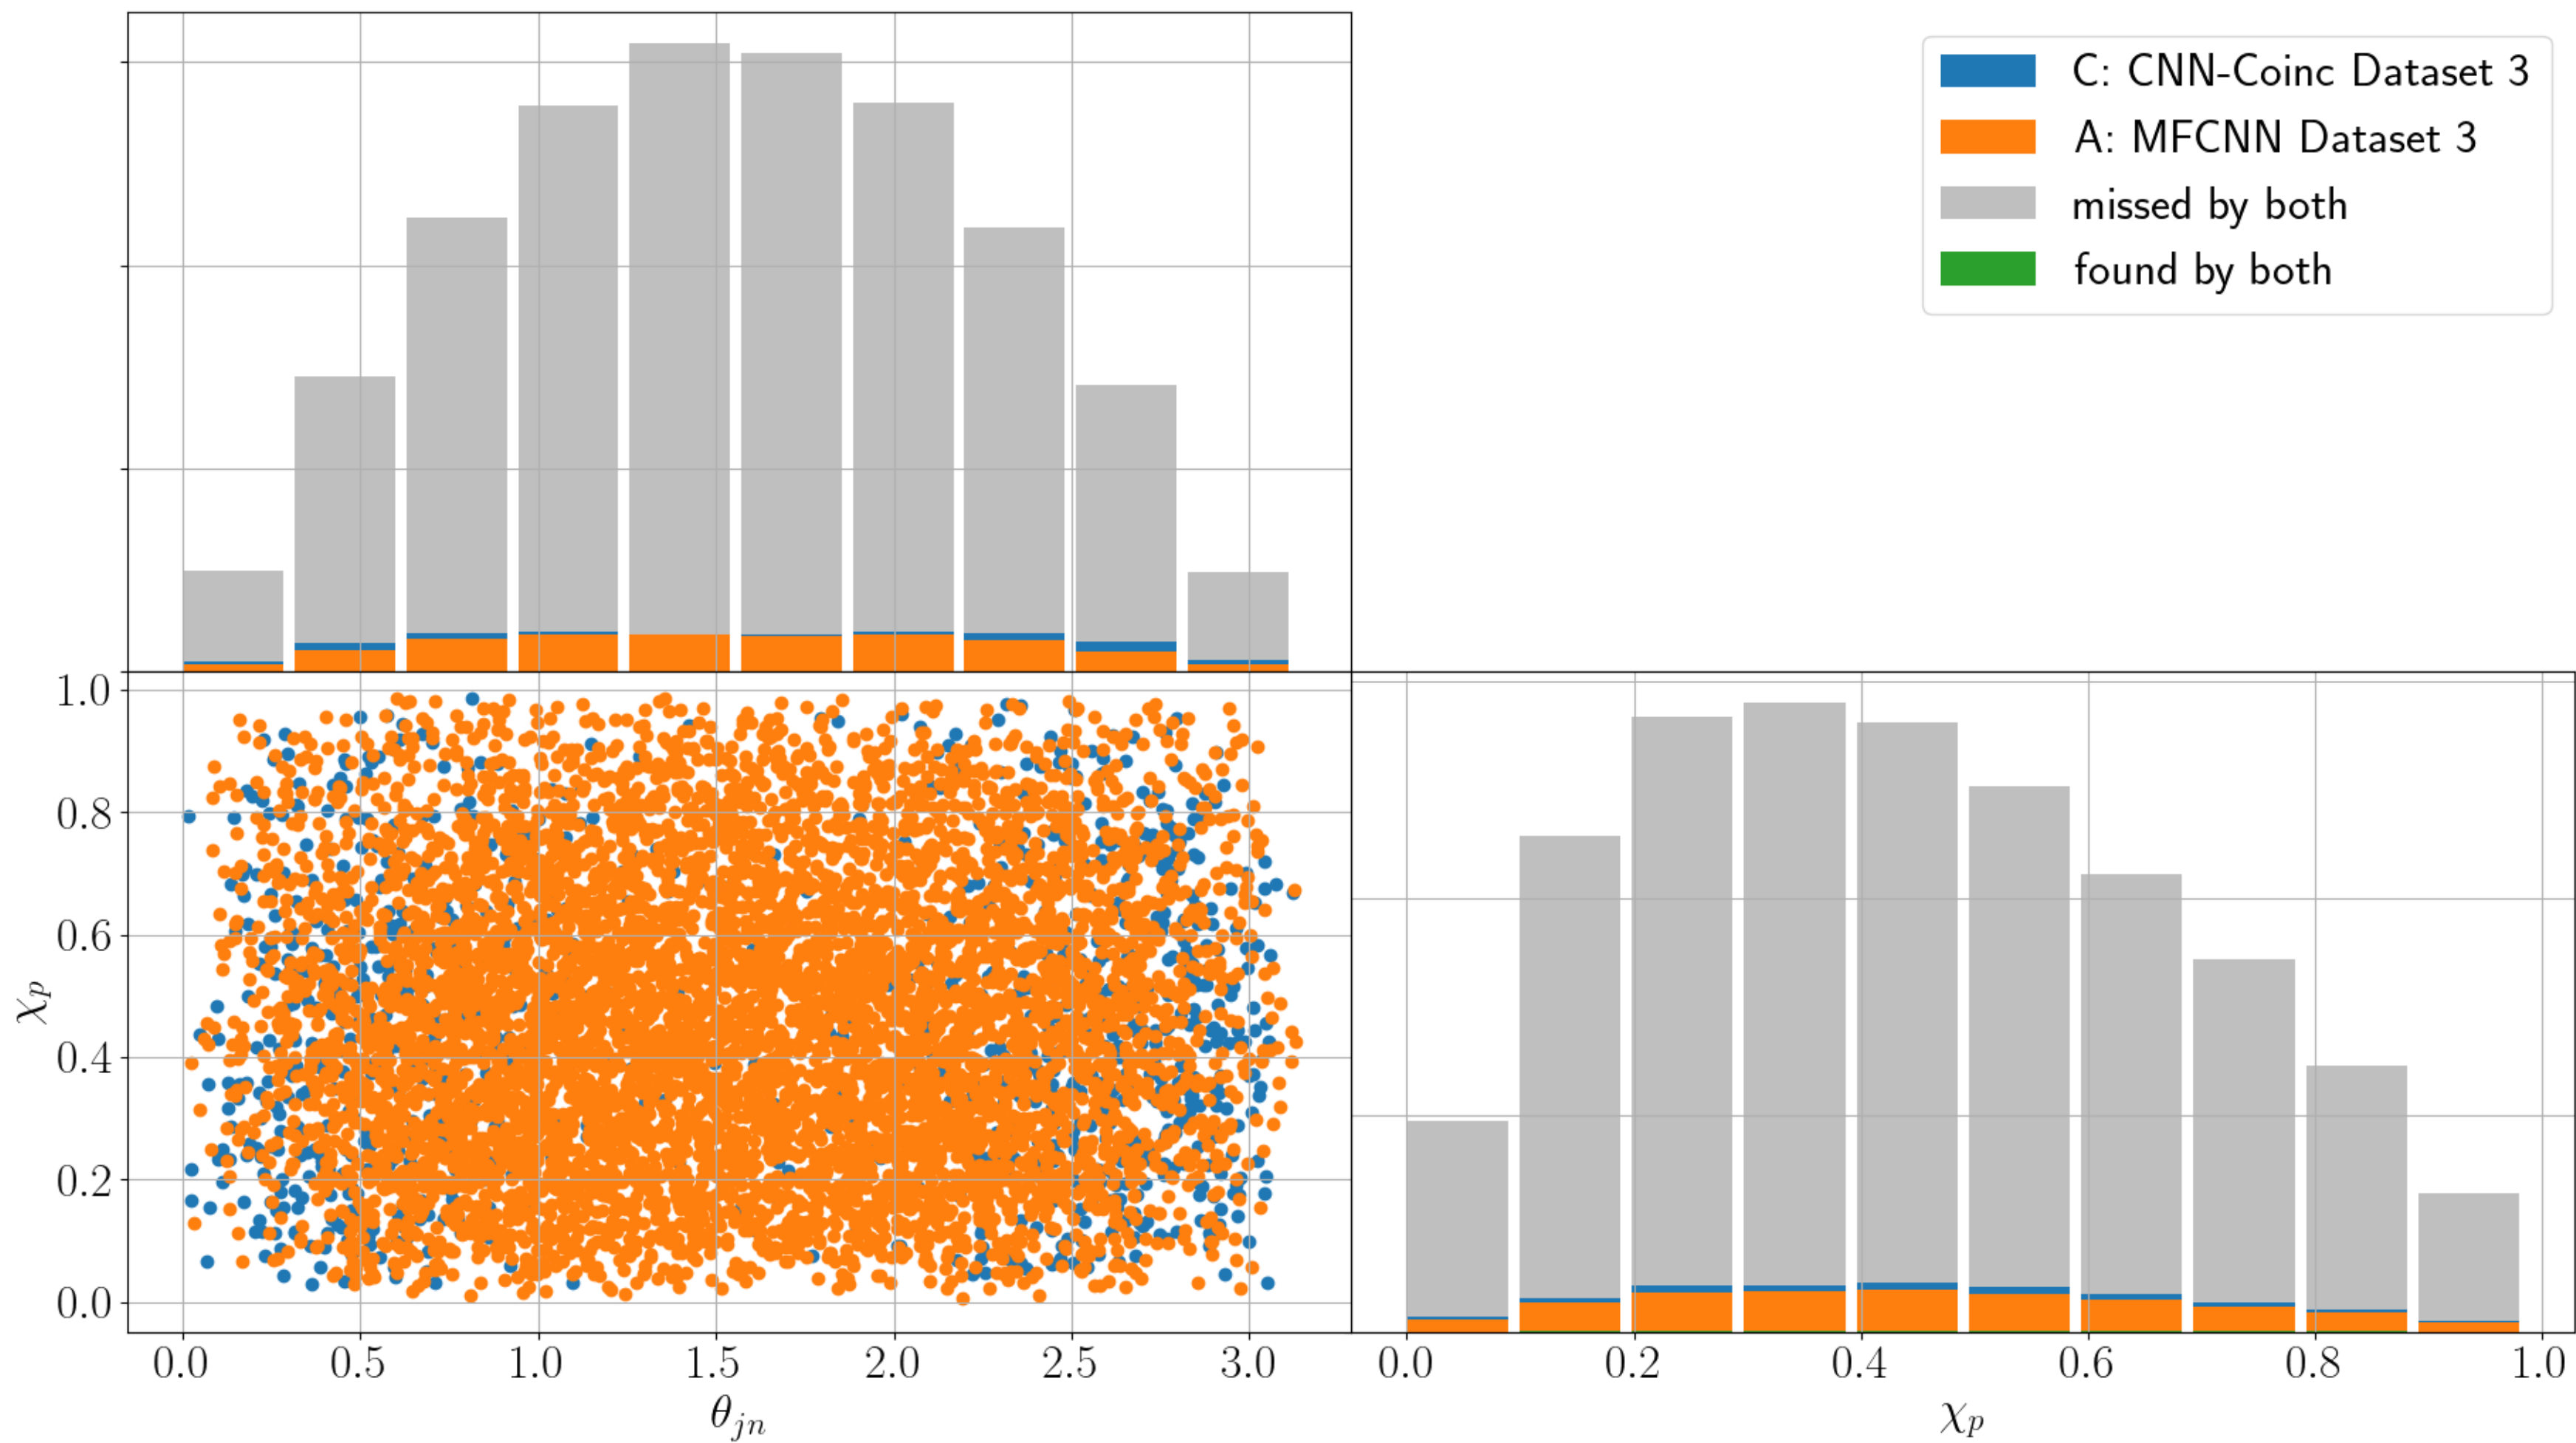 C: CNN-Coinc Dataset 3
A: MFCNN Dataset 3
missed by both
found by both
1.0
0.8
0.6
0.4
0.2
0.0
χp
0.0 0.5 1.0 1.5 2.0 2.5 3.0
θjn
0.0 0.2 0.4 0.6 0.8 1.0
χp